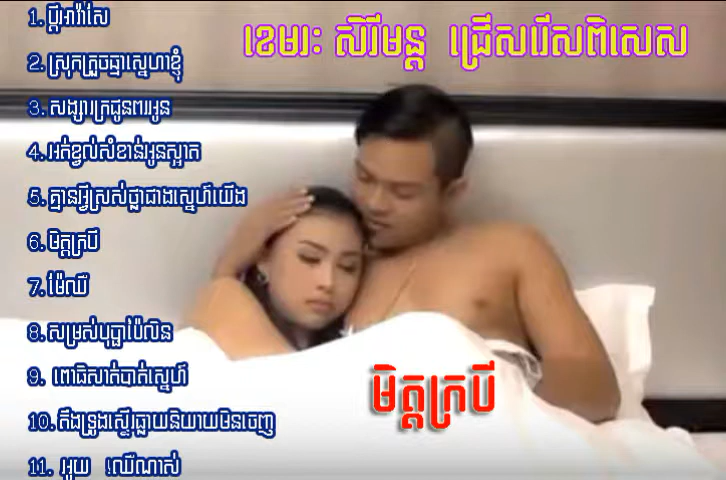 ខេមរៈ សិរីមន្ត ជ្រើសរើសពិសេស
1. ប្តីអាវ៉ាសែ
2. ស្រុកក្រួចឆ្មាស្នេហាខ្ញុំ
3. សង្សារក្រដូនពរអូន
4. អត់ខ្វល់សំខាន់អូនស្អាត
5. គ្មានអ្វីស្រស់ថ្លាជាងស្នេហ៍យើង
6. មិត្តក្របី
7. ម៉ែឈឺ
8. សម្រស់បុប្ផាប៉ៃលិន
9. ពោធិសាត់បាត់ស្នេហ៍
10. តឹងទ្រូងស្ទើរធ្លាយនិយាយមិនចេញ
11. អួយ ឈឺណាស់
មិត្តក្របី